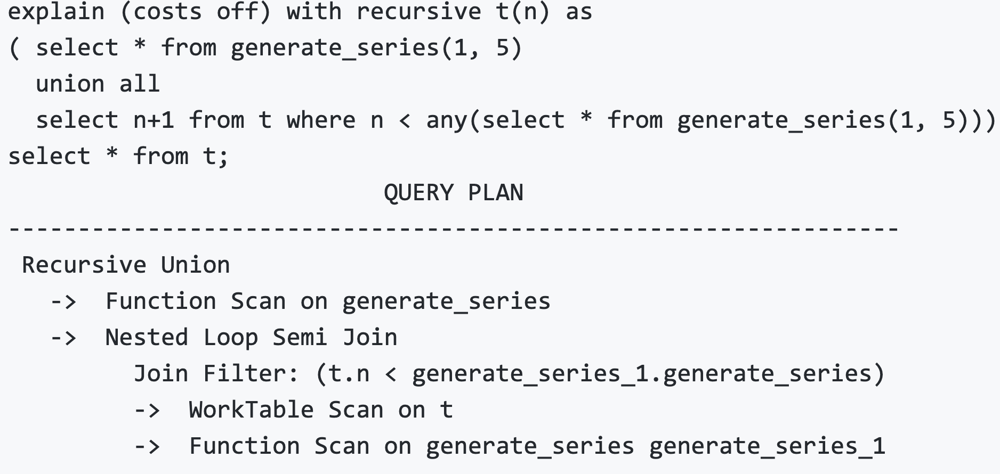 explain (costs off) with recursive t(n) as
( select * from generate_series(1, 5)
  union all
  select n+1 from t where n < any(select * from generate_series(1, 5)))
select * from t;
                           QUERY PLAN
----------------------------------------------------------------
 Recursive Union
   ->  Function Scan on generate_series
   ->  Nested Loop Semi Join
         Join Filter: (t.n < generate_series_1.generate_series)
         ->  WorkTable Scan on t
         ->  Function Scan on generate_series generate_series_1